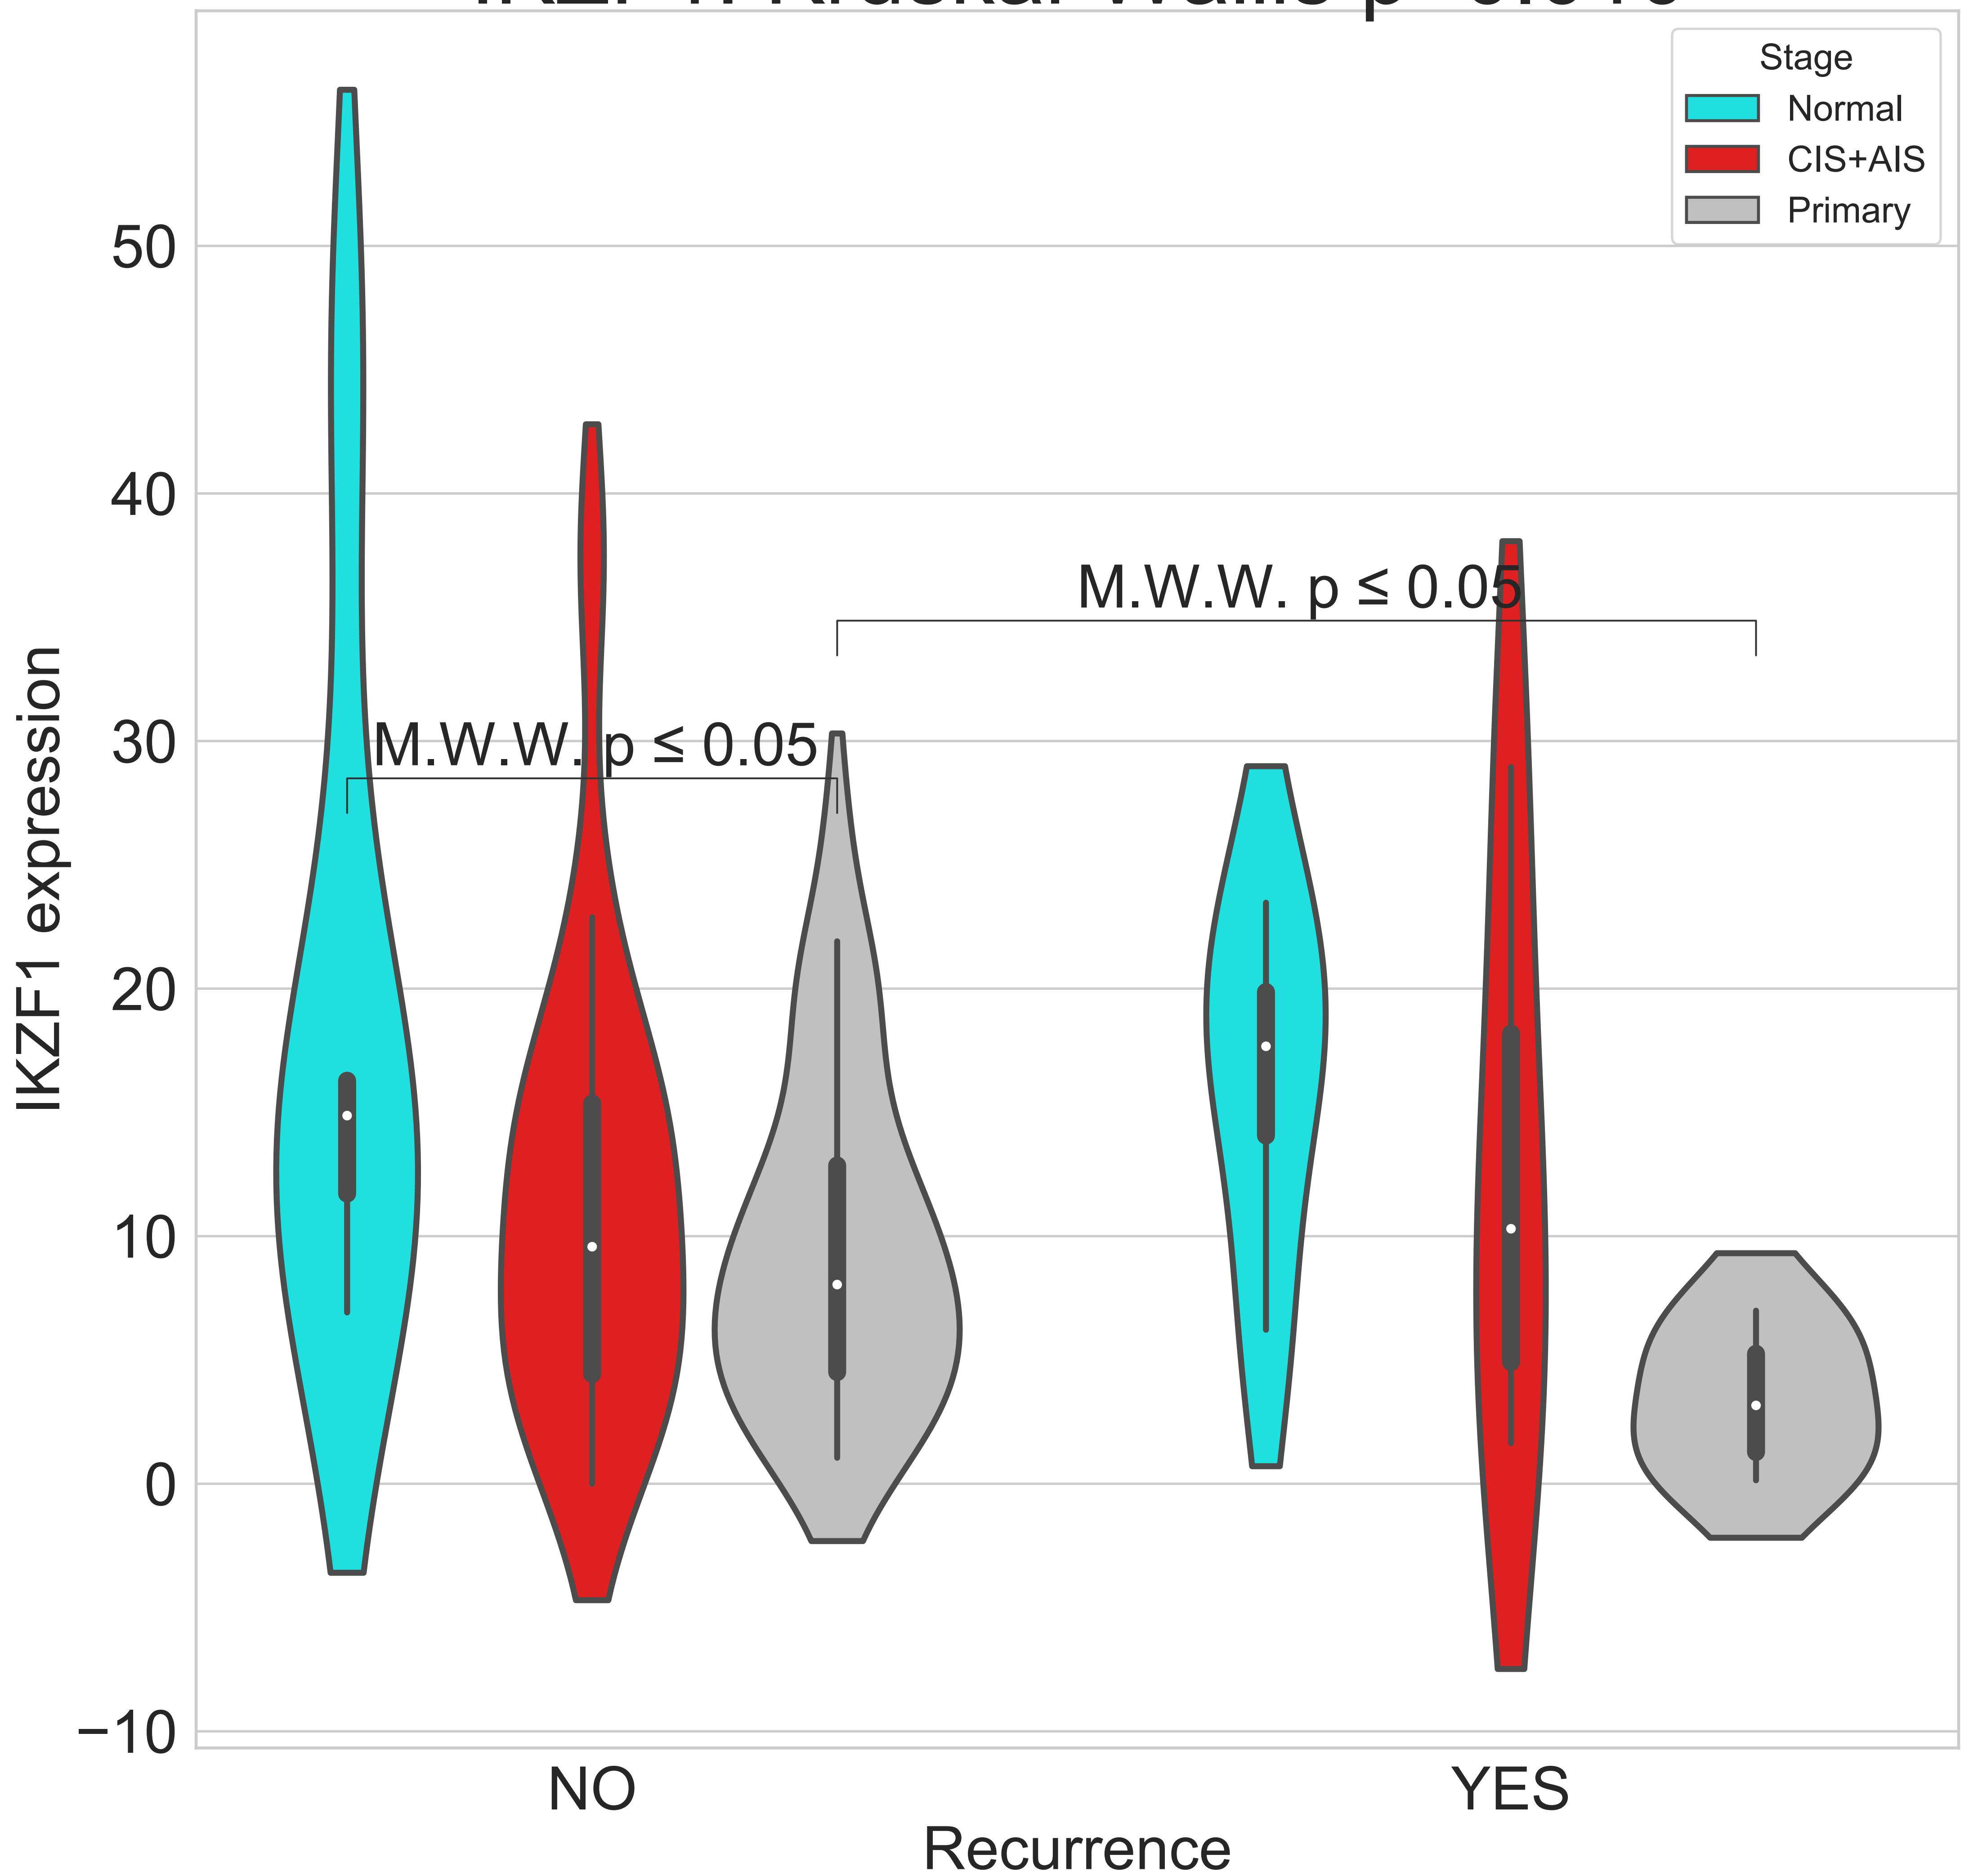 Stage
Normal
CIS+AIS
Primary
50
40
30
20
10
0
−10
IKZF1 expression
M.W.W. p ≤ 0.05
M.W.W. p ≤ 0.05
NO
YES
Recurrence